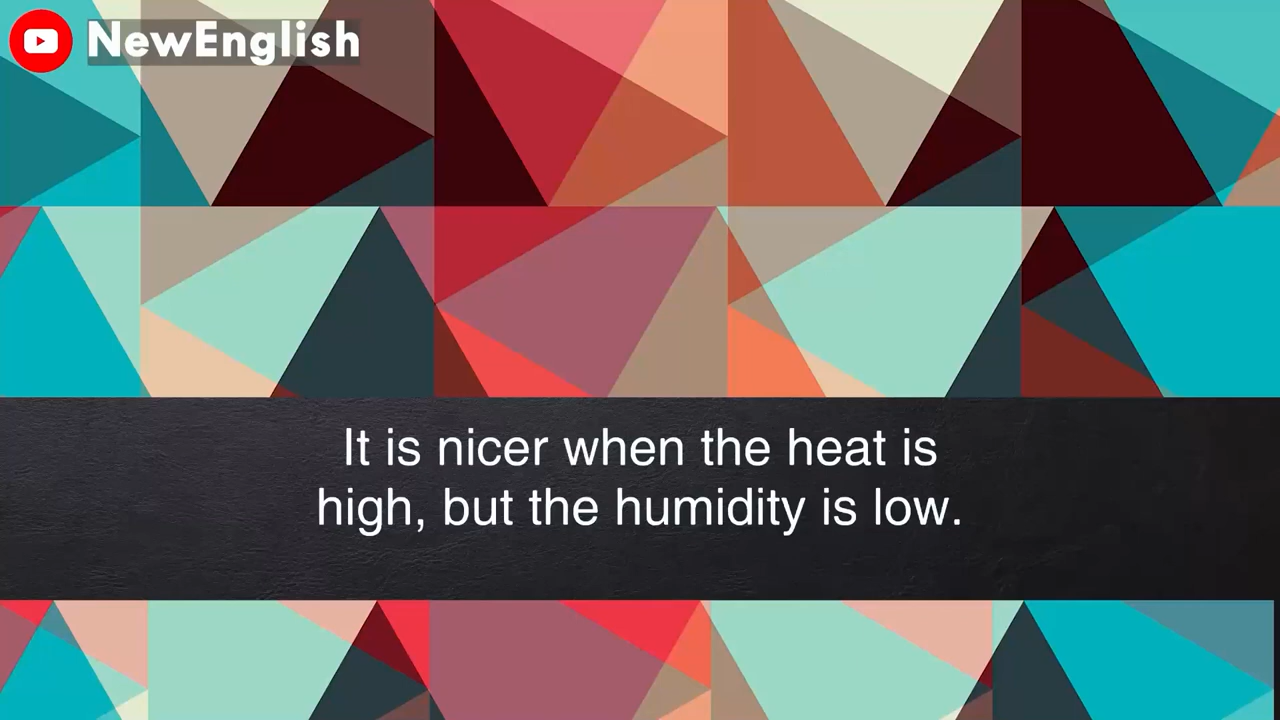 NewEnglish
It is nicer when the heat is
high, but the humidity is low.